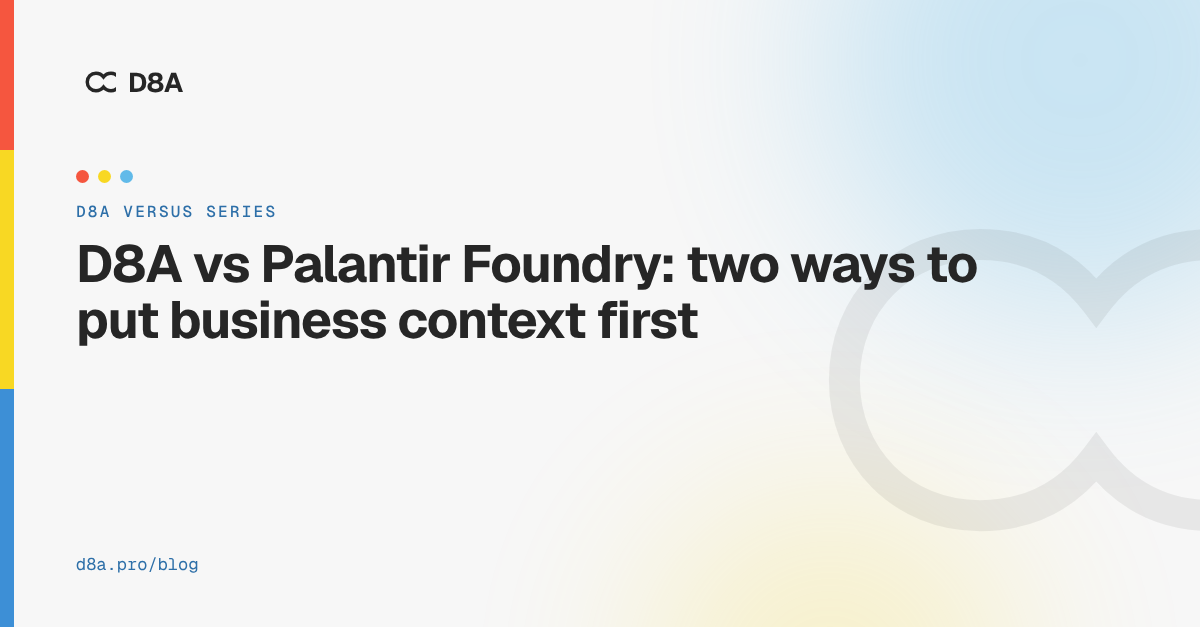 D8A
D8A VERSUS SERIES
D8A vs Palantir Foundry: two ways to
put business context first
d8a.pro/blog